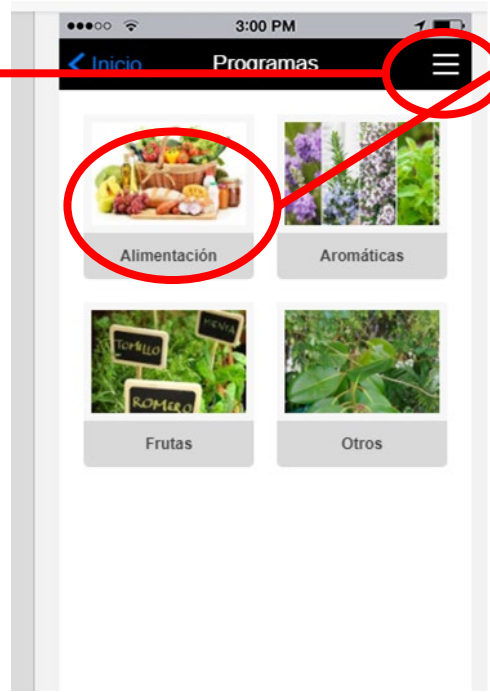 3:00 PM
Inicio Programas
Alimentación Aromáticas
TOMILLO MENTA
ROMERO
Frutas Otros